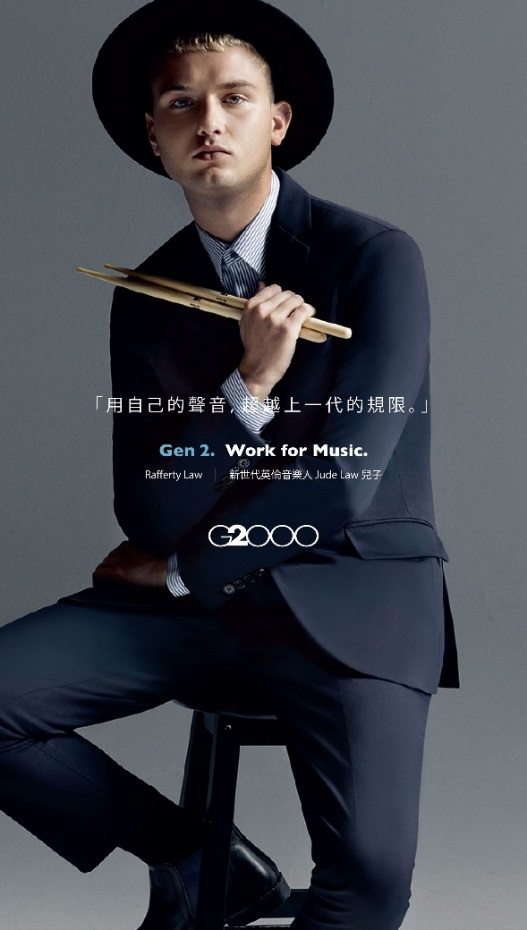 「用自己的聲音, 超越上一代的規限。」
Gen 2. Work for Music.
Rafferty Law | 新世代英倫音樂人 Jude Law 兒子
G2000